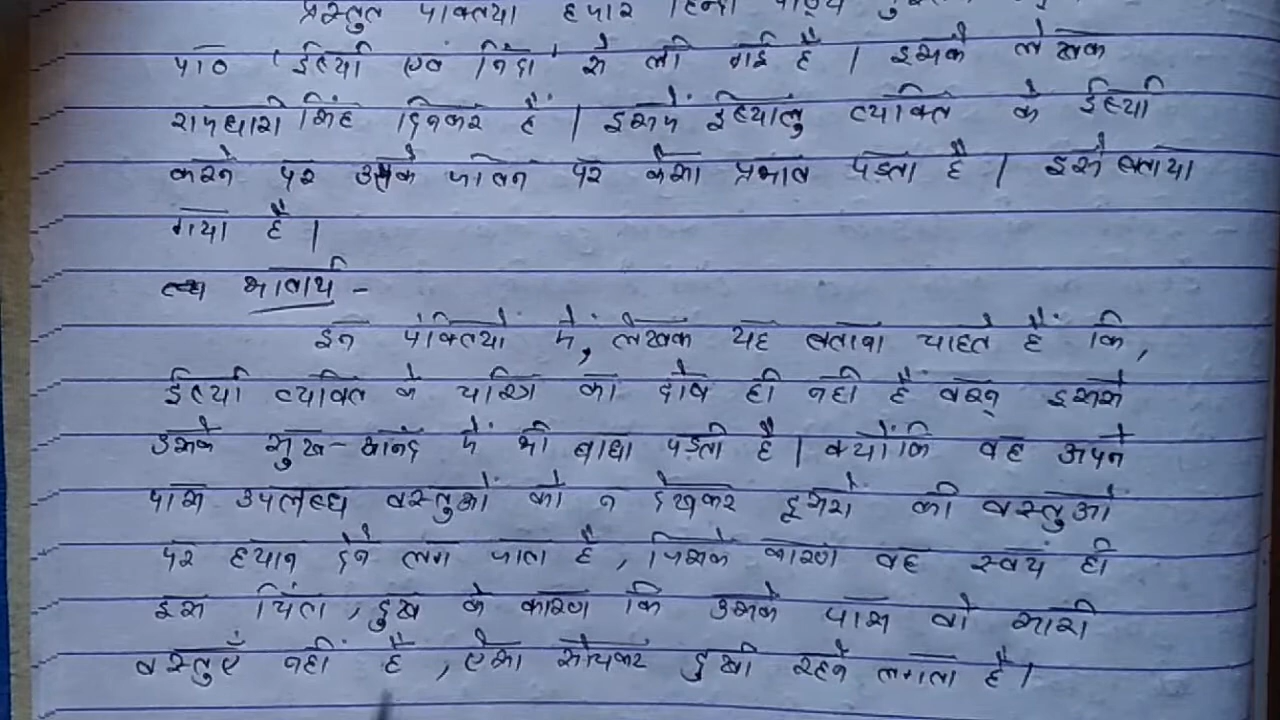 प्रस्तुत पंक्तियाँ हमारे हिन्दी पाठ्य
पाठ 'ईर्ष्या एवं निंदा' से ली गई है । इसके लेखक
रामधारी सिंह दिनकर हैं । इसमें ईर्ष्यालु व्यक्ति के ईर्ष्या
करने पर उसके जीवन पर कैसा प्रभाव पड़ता है । इसे बताया
गया है ।
भावार्थ -
इन पंक्तियों में, लेखक यह बताना चाहते हैं कि,
ईर्ष्या व्यक्ति के चरित्र का दोष ही नही है वरन् इससे
उसके सुख-आनंद में भी बाधा पड़ती है । क्योंकि वह अपने
पास उपलब्ध वस्तुओं को न देखकर दूसरो की वस्तुओ
पर ध्यान देने लग जाता है , जिसके कारण वह स्वयं ही
इस चिंता , दुख के कारण कि उसके पास वो सारी
वस्तुएँ नहीं है , ऐसा सोचकर दुखी रहने लगता है ।